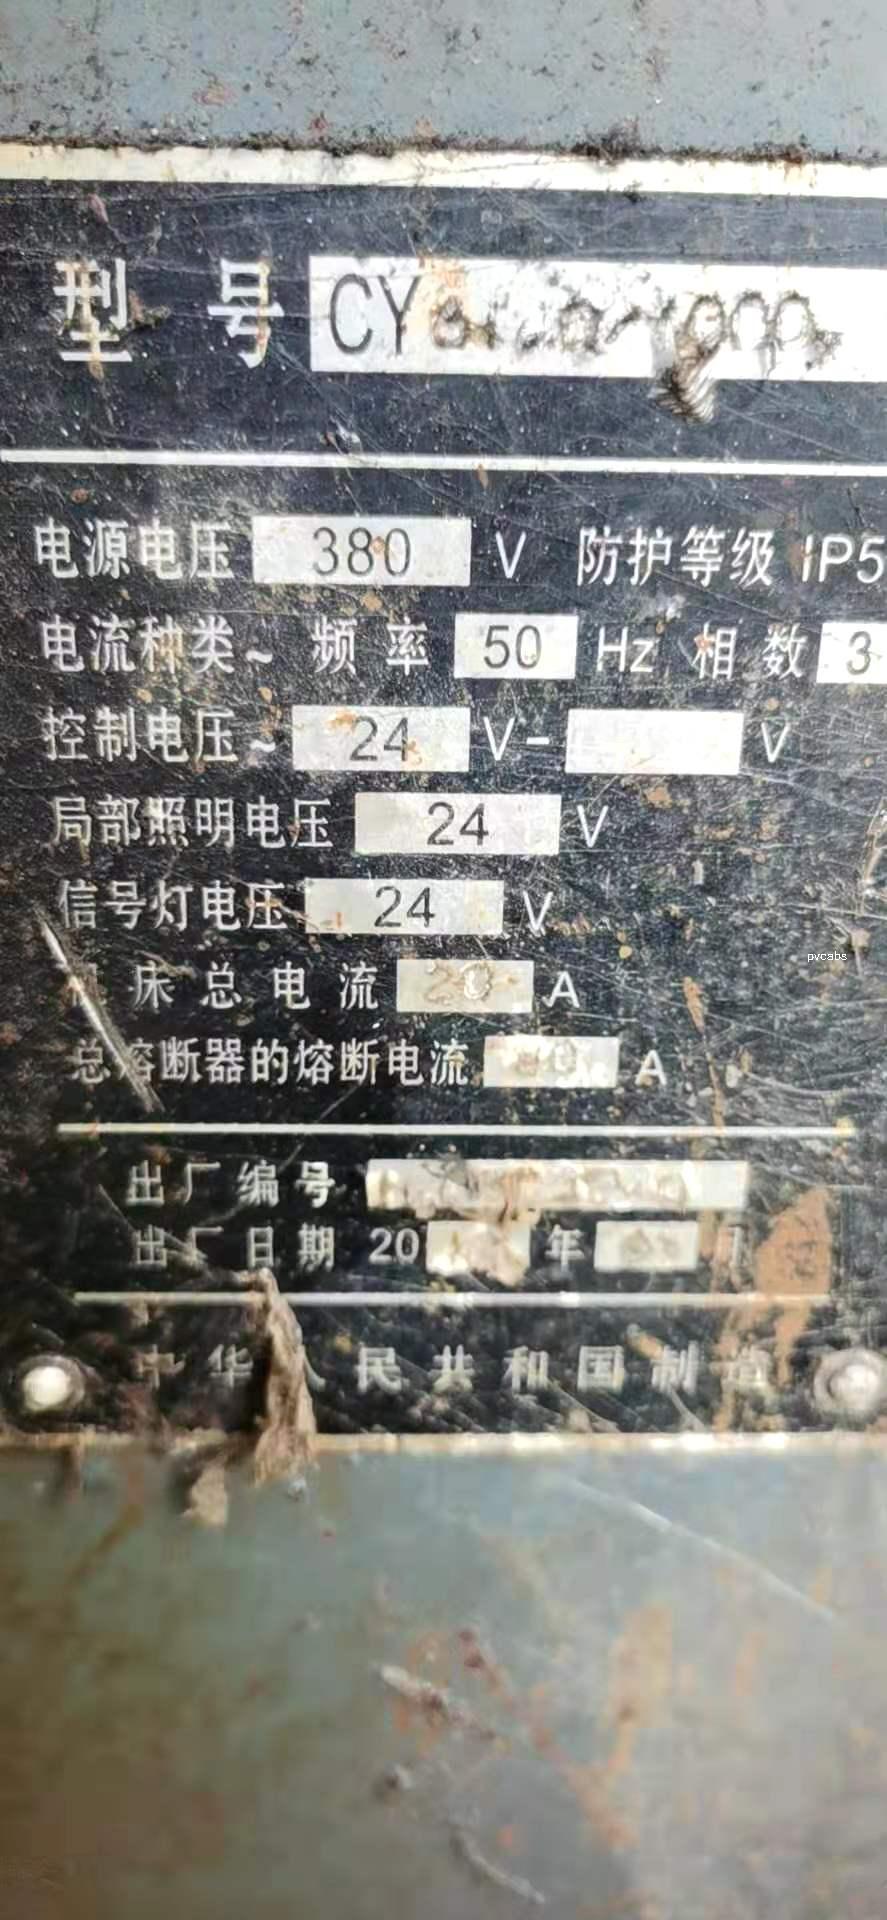 型 号 CY
电源电压 380 V 防护等级 IP5
电流种类~ 频 率 50 Hz 相 数 3
控制电压~ 24 V- V
局部照明电压 24 V
信号灯电压 24 V
机 床 总 电 流 A
总熔断器的熔断电流 A
出 厂 编 号
出 厂 日 期 20 年
中 华 人 民 共 和 国 制 造
pvcabs